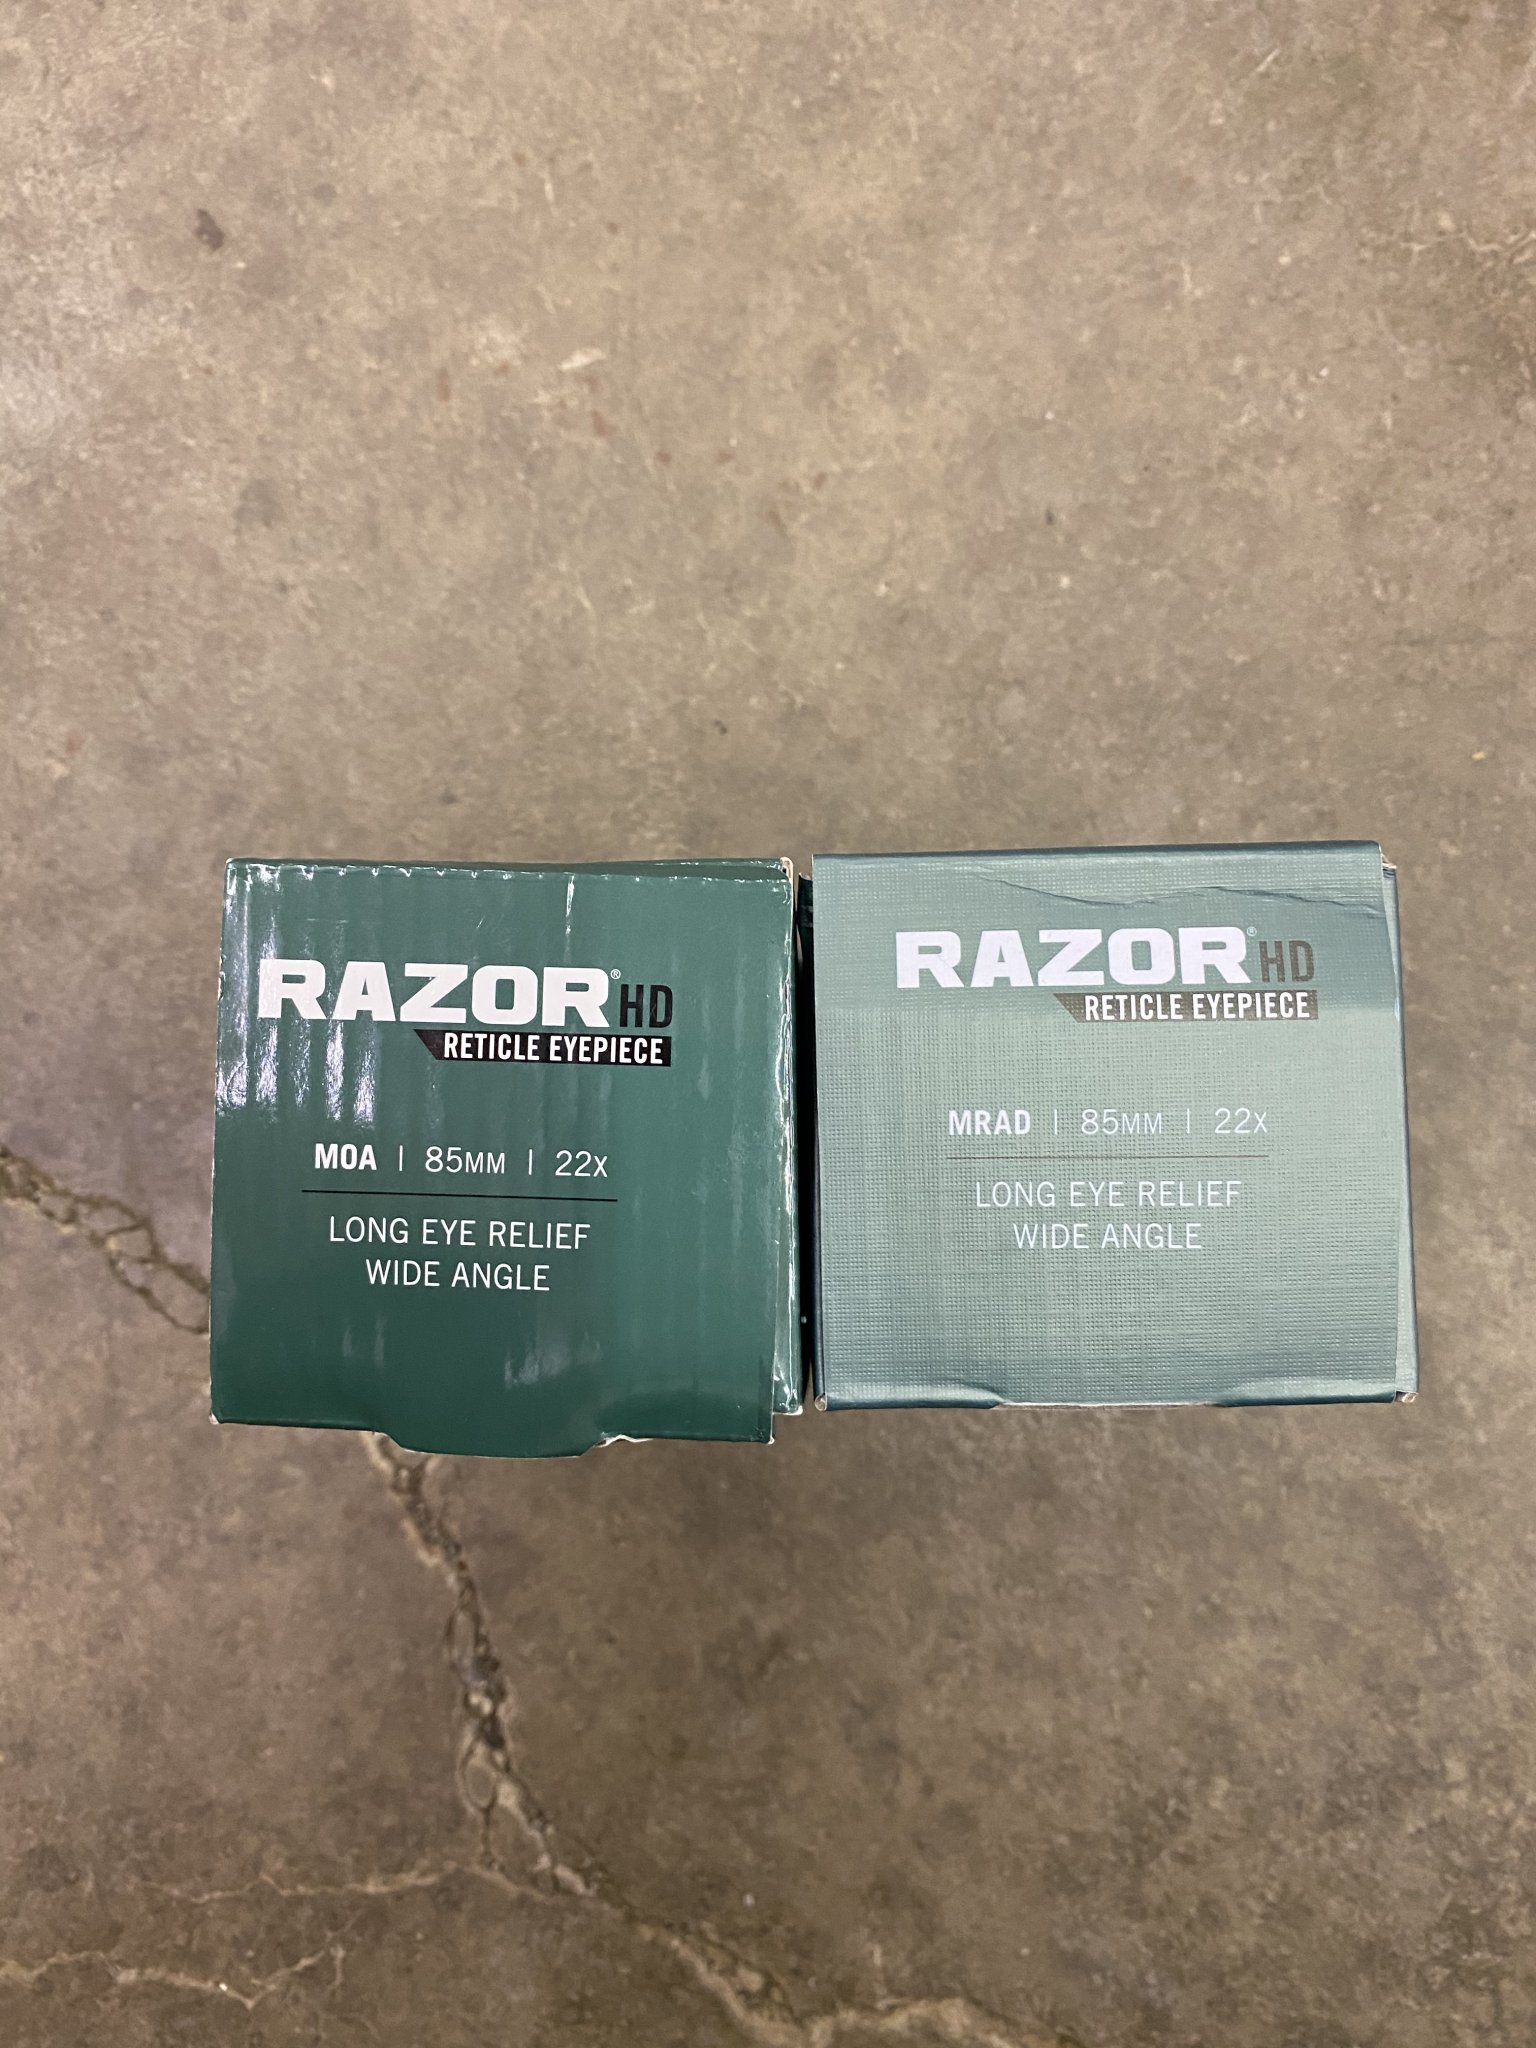 RAZOR® HD
RETICLE EYEPIECE
MOA | 85MM | 22X
LONG EYE RELIEF
WIDE ANGLE
RAZOR® HD
RETICLE EYEPIECE
MRAD | 85MM | 22X
LONG EYE RELIEF
WIDE ANGLE